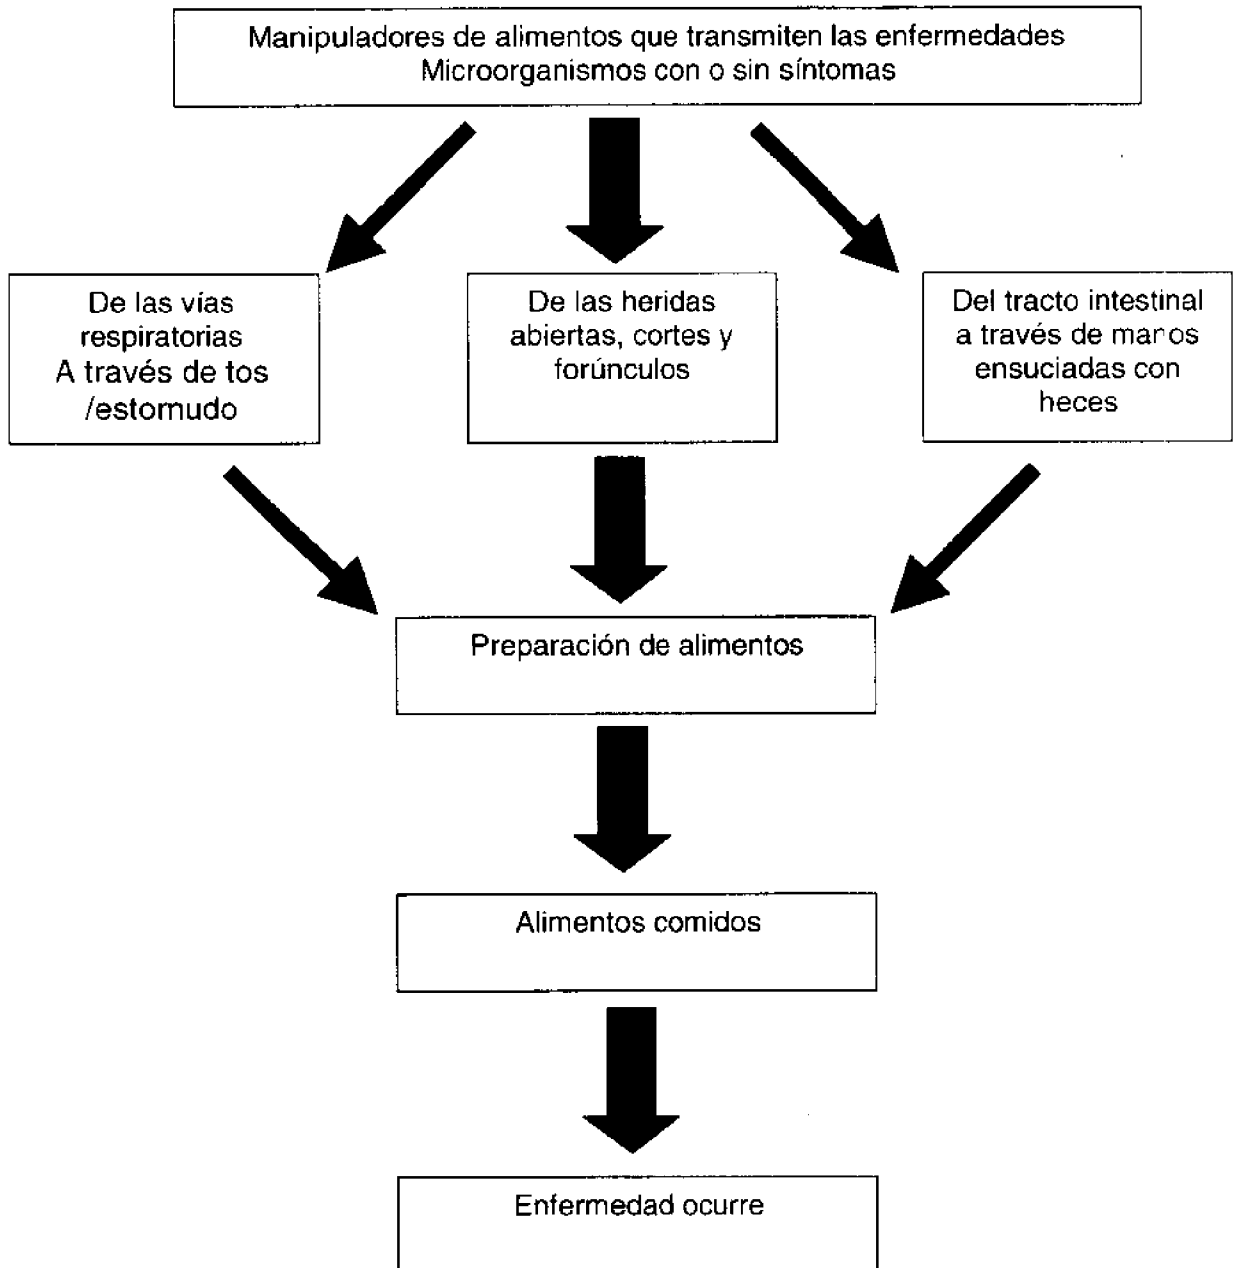 Manipuladores de alimentos que transmiten las enfermedades
Microorganismos con o sin síntomas
De las vías
respiratorias
A través de tos
/estornudo
De las heridas
abiertas, cortes y
forúnculos
Del tracto intestinal
a través de manos
ensuciadas con
heces
Preparación de alimentos
Alimentos comidos
Enfermedad ocurre